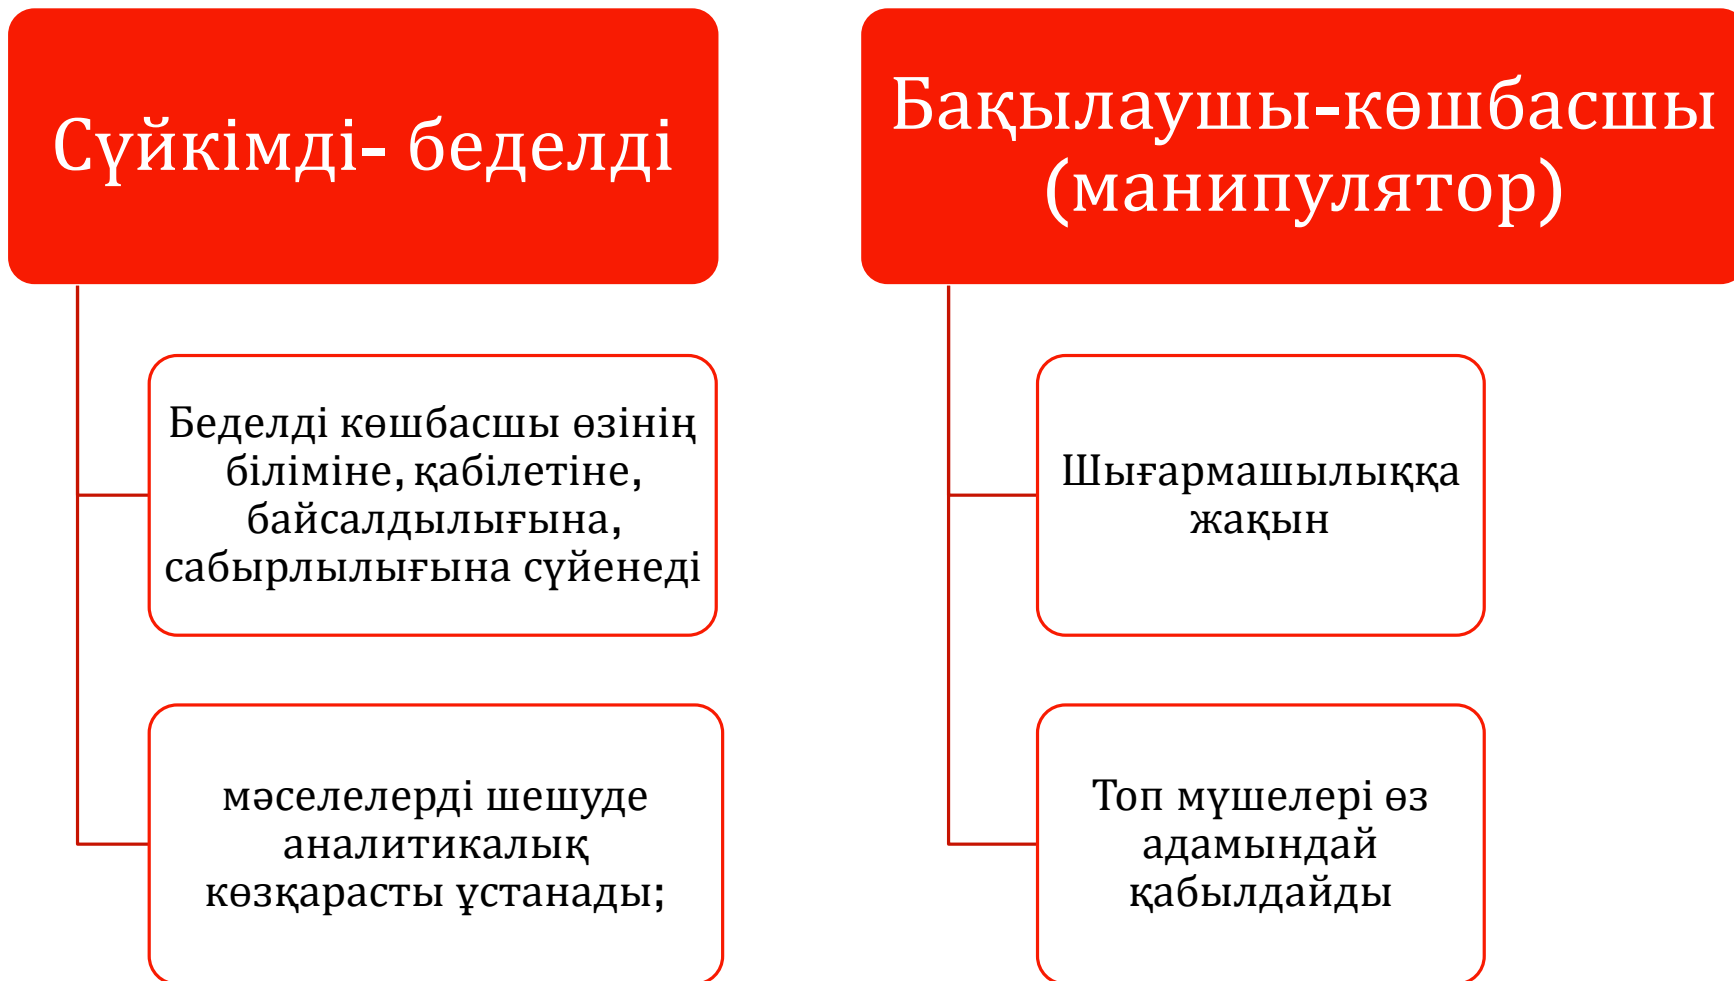 Сүйкімді- беделді
Беделді көшбасшы өзінің
біліміне, қабілетіне,
байсалдылығына,
сабырлылығына сүйенеді
мәселелерді шешуде
аналитикалық
көзқарасты ұстанады;
Бақылаушы-көшбасшы
(манипулятор)
Шығармашылыққа
жақын
Топ мүшелері өз
адамындай
қабылдайды